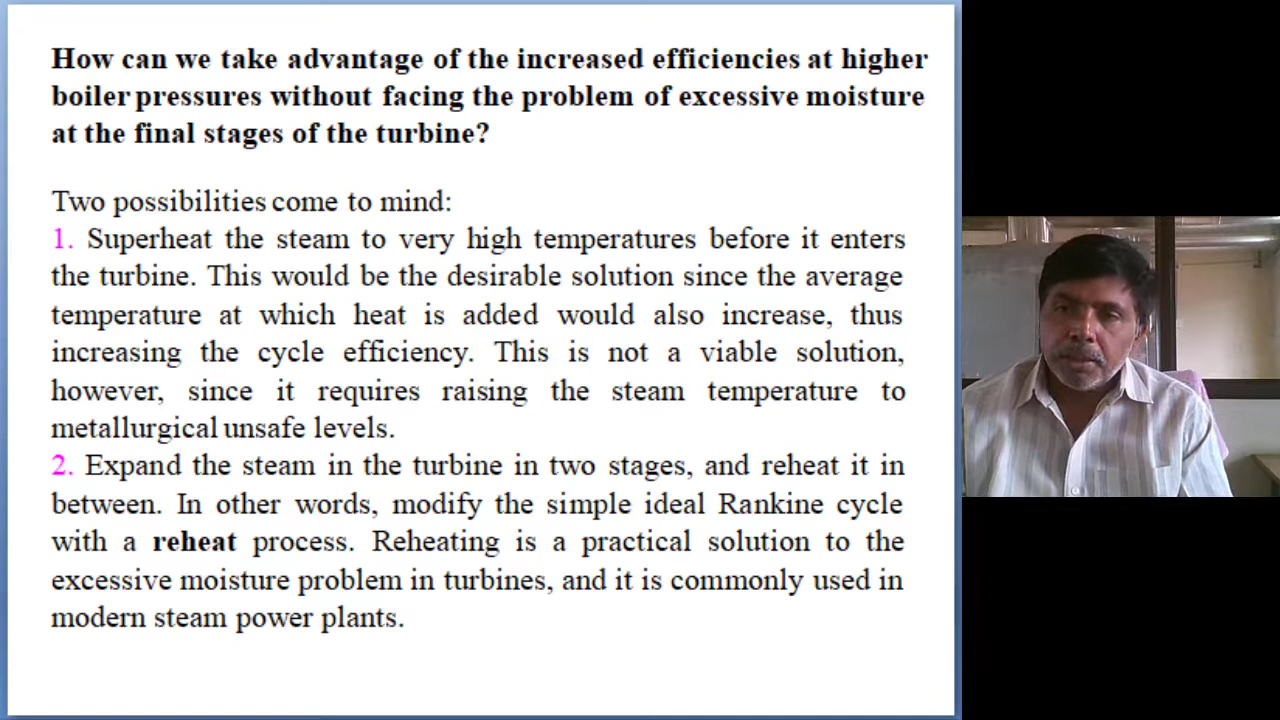 How can we take advantage of the increased efficiencies at higher
boiler pressures without facing the problem of excessive moisture
at the final stages of the turbine?
Two possibilities come to mind:
1. Superheat the steam to very high temperatures before it enters
the turbine. This would be the desirable solution since the average
temperature at which heat is added would also increase, thus
increasing the cycle efficiency. This is not a viable solution,
however, since it requires raising the steam temperature to
metallurgical unsafe levels.
2. Expand the steam in the turbine in two stages, and reheat it in
between. In other words, modify the simple ideal Rankine cycle
with a reheat process. Reheating is a practical solution to the
excessive moisture problem in turbines, and it is commonly used in
modern steam power plants.